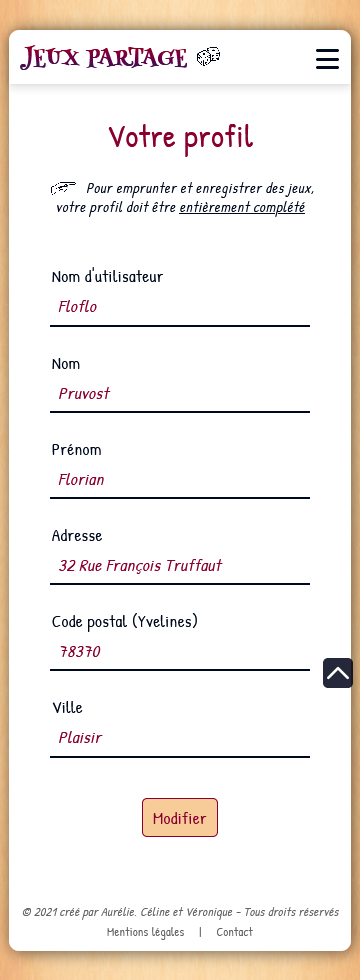 Jeux partage
Votre profil
Pour emprunter et enregistrer des jeux,
votre profil doit être entièrement complété
Nom d'utilisateur
Floflo
Nom
Pruvost
Prénom
Florian
Adresse
32 Rue François Truffaut
Code postal (Yvelines)
78370
Ville
Plaisir
Modifier
© 2021 créé par Aurélie. Céline et Véronique - Tous droits réservés
Mentions légales | Contact